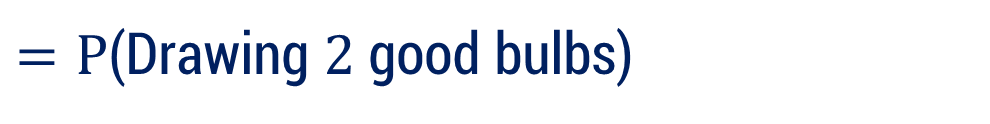 = P(Drawing 2 good bulbs)